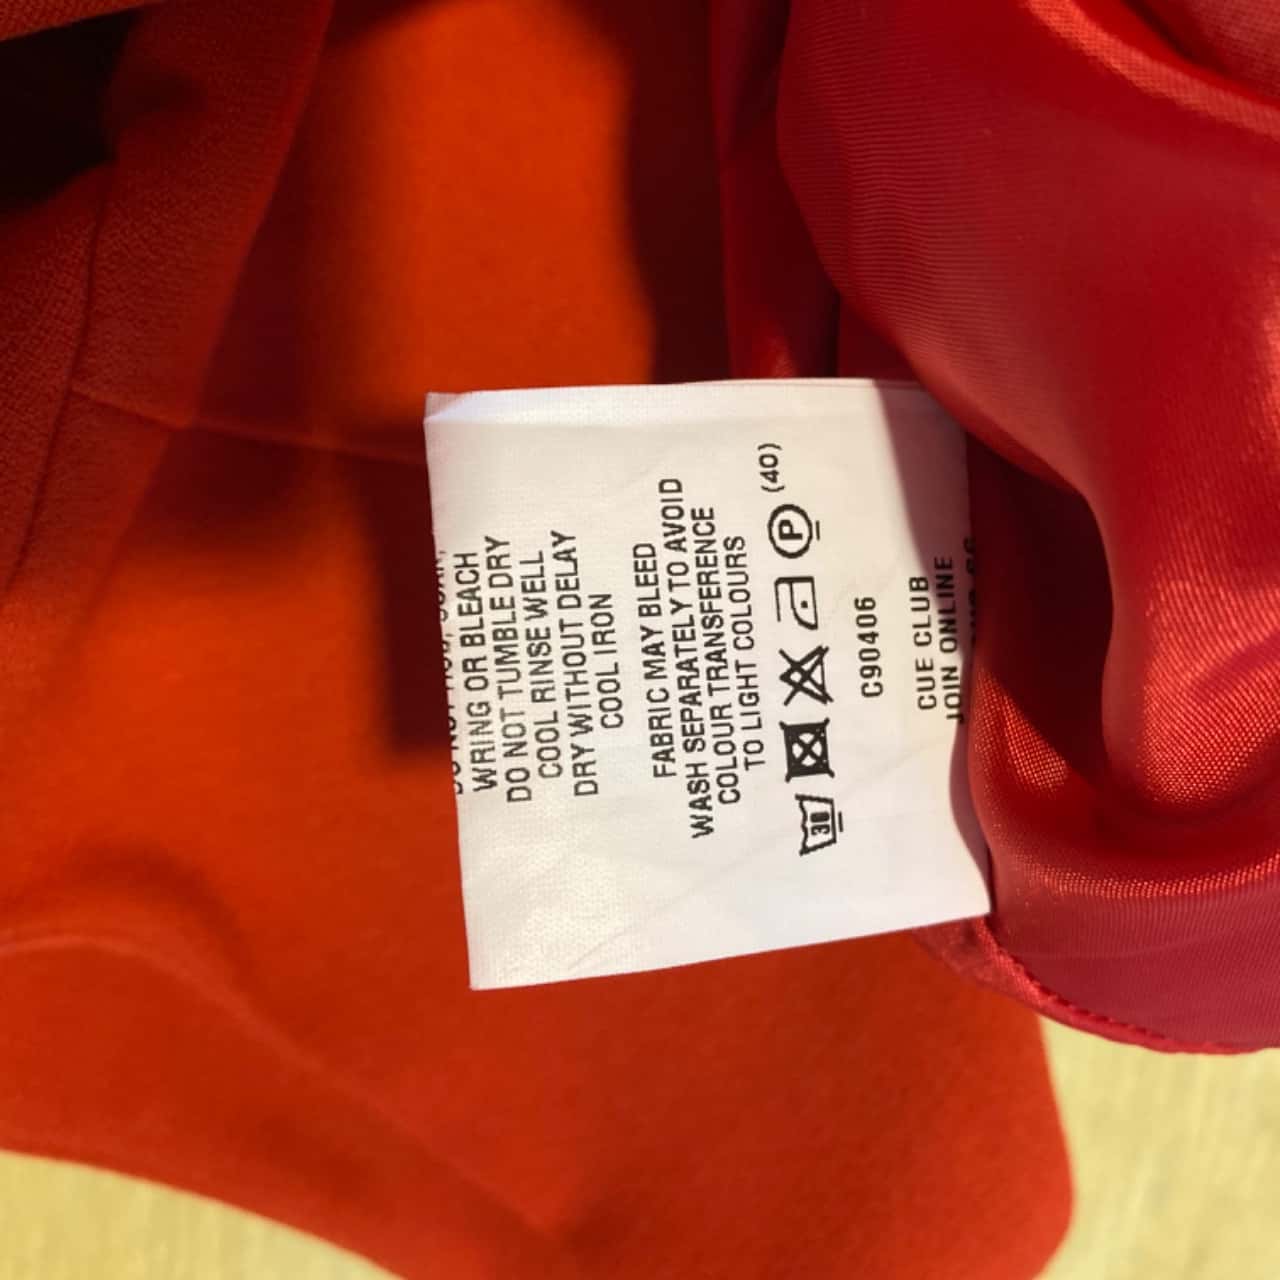 WRING OR BLEACH
DO NOT TUMBLE DRY
COOL RINSE WELL
DRY WITHOUT DELAY
COOL IRON
FABRIC MAY BLEED
WASH SEPARATELY TO AVOID
COLOUR TRANSFERENCE
TO LIGHT COLOURS
30 P (40)
C90406
CUE CLUB
JOIN ONLINE